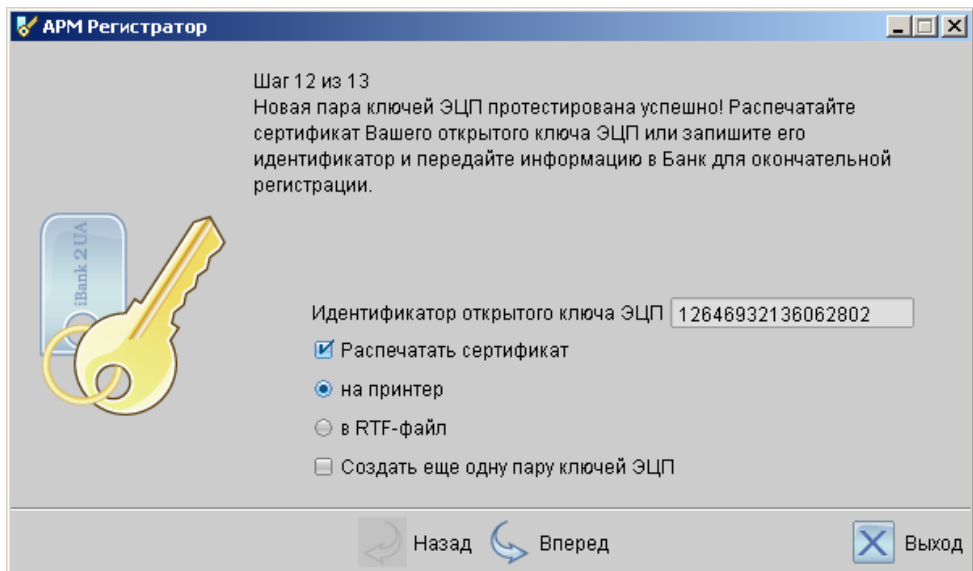 АРМ Регистратор
Шаг 12 из 13
Новая пара ключей ЭЦП протестирована успешно! Распечатайте
сертификат Вашего открытого ключа ЭЦП или запишите его
идентификатор и передайте информацию в Банк для окончательной
регистрации.
iBank 2 UA
Идентификатор открытого ключа ЭЦП 12646932136062802
Распечатать сертификат
на принтер
в RTF-файл
Создать еще одну пару ключей ЭЦП
Назад Вперед Выход